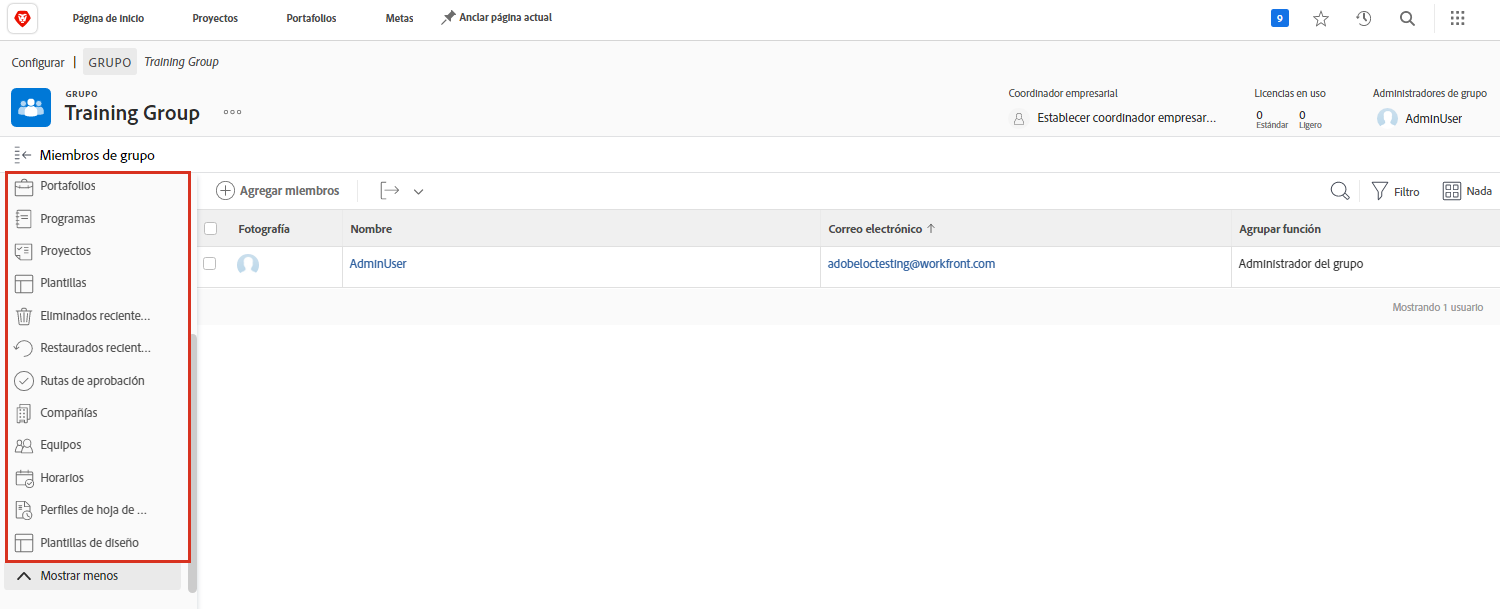 Página de inicio Proyectos Portafolios Metas Anclar página actual 9
Configurar | GRUPO Training Group
GRUPO
Training Group
Coordinador empresarial
Establecer coordinador empresar...
Licencias en uso
0 0
Estándar Ligero
Administradores de grupo
AdminUser
Miembros de grupo
Portafolios
Programas
Proyectos
Plantillas
Eliminados reciente...
Restaurados recient...
Rutas de aprobación
Compañías
Equipos
Horarios
Perfiles de hoja de ...
Plantillas de diseño
Mostrar menos
Agregar miembros Filtro Nada
Fotografía Nombre Correo electrónico Agrupar función
AdminUser adobeloctesting@workfront.com Administrador del grupo
Mostrando 1 usuario